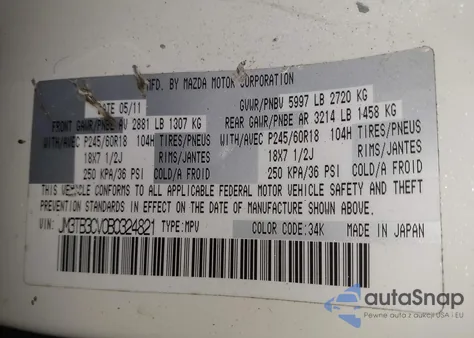 MFD. BY MAZDA MOTOR CORPORATION
DATE 05/11
GVWR/PNBV 5997 LB 2720 KG
FRONT GAWR/PNBE AV 2881 LB 1307 KG
REAR GAWR/PNBE AR 3214 LB 1458 KG
WITH/AVEC P245/60R18 104H TIRES/PNEUS
WITH/AVEC P245/60R18 104H TIRES/PNEUS
18X7 1/2J RIMS/JANTES
18X7 1/2J RIMS/JANTES
250 KPA/36 PSI COLD/A FROID
250 KPA/36 PSI COLD/A FROID
THIS VEHICLE CONFORMS TO ALL APPLICABLE FEDERAL MOTOR VEHICLE SAFETY AND THEFT
PREVENTION STANDARDS IN EFFECT ON THE DATE OF MANUFACTURE SHOWN ABOVE.
VIN: JM3TB3CV0B0324821 TYPE: MPV
COLOR CODE: 34K MADE IN JAPAN
autoSnap
Pewne auto z aukcji USA i EU